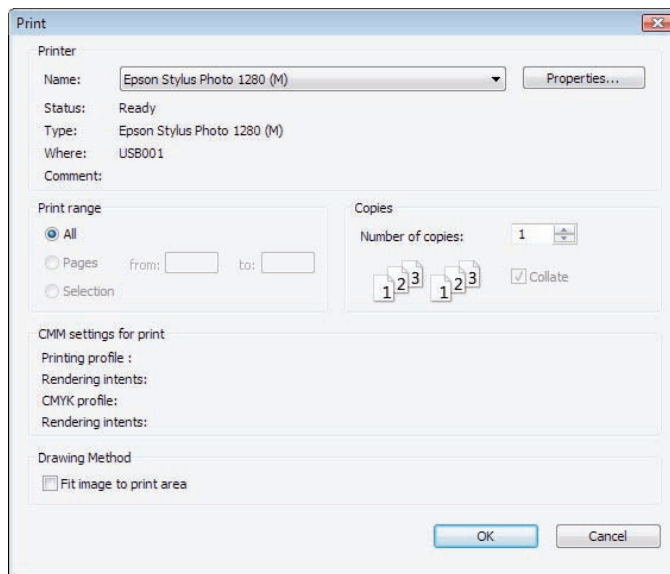 Print
Printer
Name: Epson Stylus Photo 1280 (M) Properties...
Status: Ready
Type: Epson Stylus Photo 1280 (M)
Where: USB001
Comment:
Print range
All
Pages from: to:
Selection
Copies
Number of copies: 1
1 2 3 1 2 3 Collate
CMM settings for print
Printing profile :
Rendering intents:
CMYK profile:
Rendering intents:
Drawing Method
Fit image to print area
OK Cancel